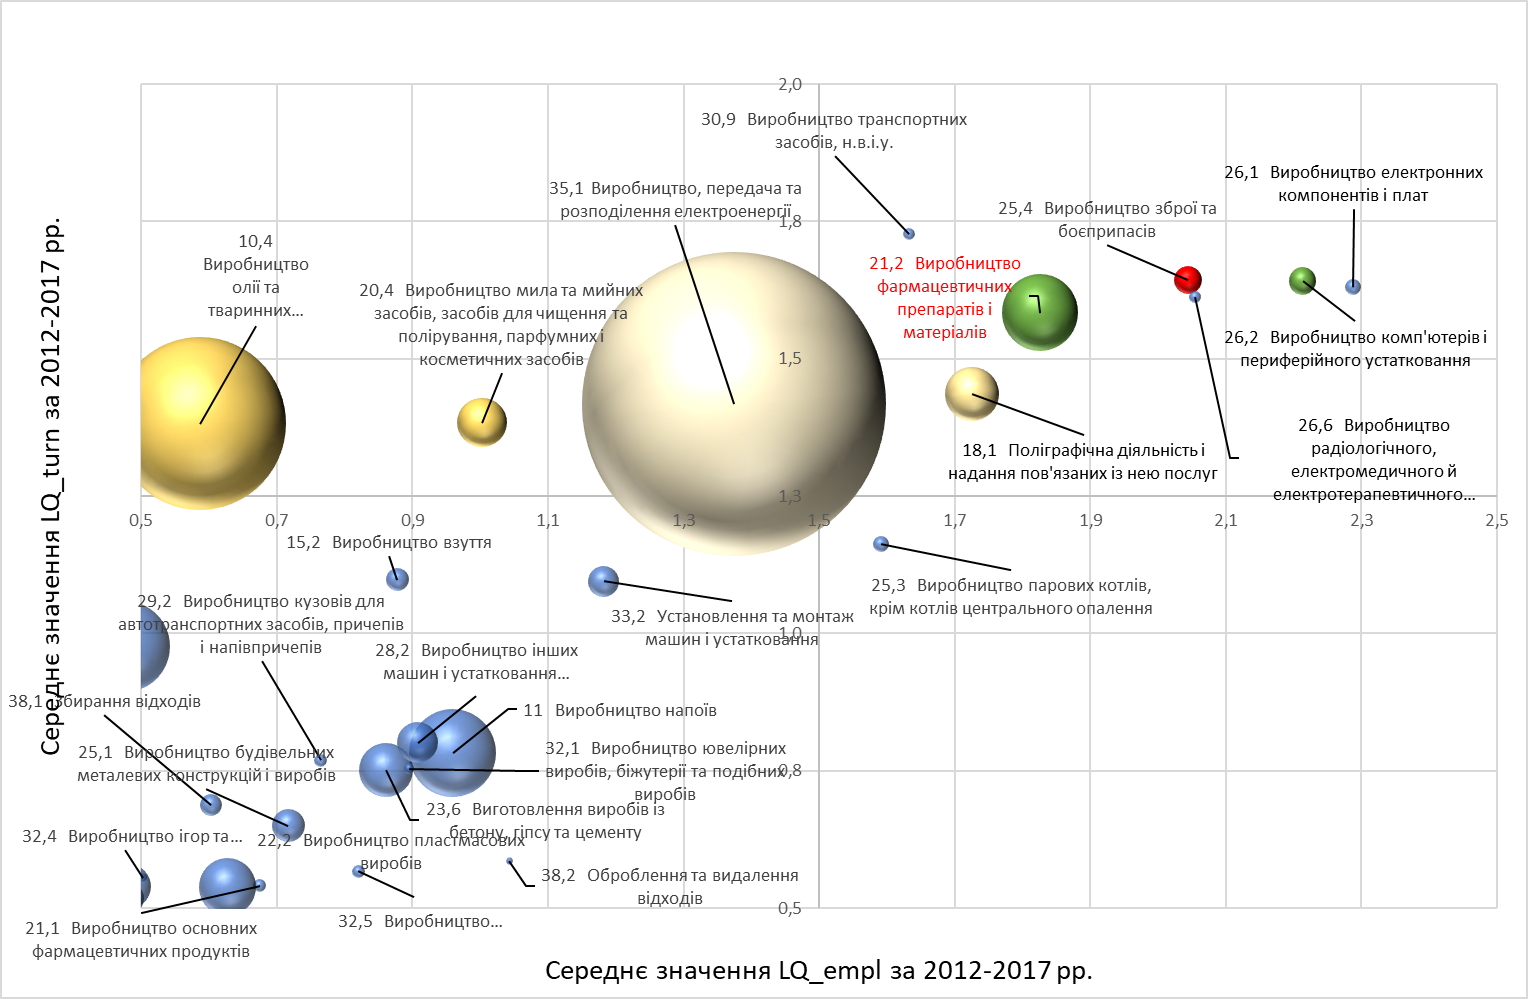 2,0
30,9 Виробництво транспортних
засобів, н.в.і.у.
26,1 Виробництво електронних
компонентів і плат
35,1 Виробництво, передача та
розподілення електроенергії
25,4 Виробництво зброї та
боєприпасів
1,8
10,4
Виробництво
олії та
тваринних...
21,2 Виробництво
фармацевтичних
препаратів і
матеріалів
20,4 Виробництво мила та мийних
засобів, засобів для чищення та
полірування, парфумних і
косметичних засобів
26,2 Виробництво комп'ютерів і
периферійного устатковання
1,5
18,1 Поліграфічна діяльність і
надання пов'язаних із нею послуг
26,6 Виробництво
радіологічного,
електромедичного й
електротерапевтичного...
1,3
0,5 0,7 0,9 1,1 1,3 1,5 1,7 1,9 2,1 2,3 2,5
15,2 Виробництво взуття
25,3 Виробництво парових котлів,
крім котлів центрального опалення
29,2 Виробництво кузовів для
автотранспортних засобів, причепів
і напівпричепів
33,2 Установлення та монтаж
машин і устатковання
1,0
28,2 Виробництво інших
машин і устатковання...
38,1 Збирання відходів
11 Виробництво напоїв
25,1 Виробництво будівельних
металевих конструкцій і виробів
32,1 Виробництво ювелірних
виробів, біжутерії та подібних
виробів
0,8
23,6 Виготовлення виробів із
бетону, гіпсу та цементу
32,4 Виробництво ігор та...
22,2 Виробництво пластмасових
виробів
38,2 Оброблення та видалення
відходів
0,5
32,5 Виробництво...
21,1 Виробництво основних
фармацевтичних продуктів
Середнє значення LQ_turn за 2012-2017 рр.
Середнє значення LQ_empl за 2012-2017 рр.